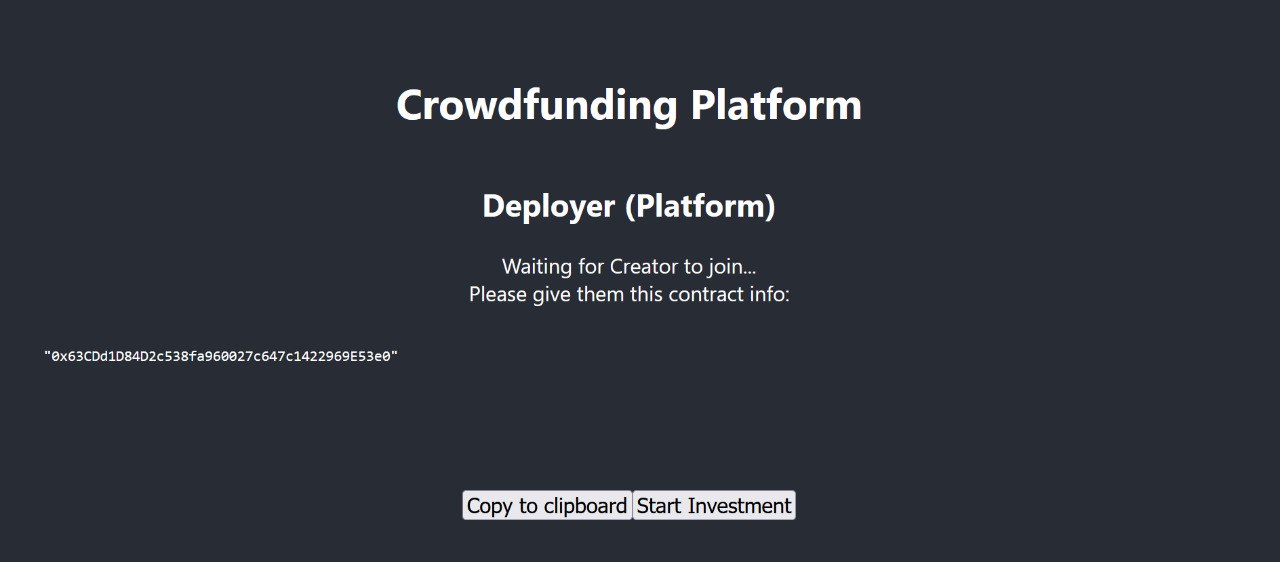 Crowdfunding Platform
Deployer (Platform)
Waiting for Creator to join...
Please give them this contract info:
"0x63CDd1D84D2c538fa960027c647c1422969E53e0"
Copy to clipboard Start Investment